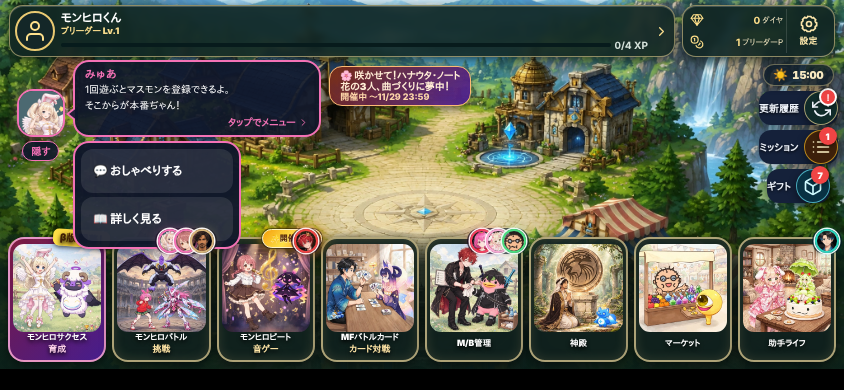 モンヒロくん
ブリーダー Lv.1
0/4 XP
0 ダイヤ
1 ブリーダーP
設定
みゅあ
1回遊ぶとマスモンを登録できるよ。
そこからが本番ぢゃん!
タップでメニュー
隠す
🌸 咲かせて!ハナウタ・ノート
花の3人、曲づくりに夢中!
開催中 〜11/29 23:59
☀️ 15:00
更新履歴
!
ミッション
1
ギフト
7
💬 おしゃべりする
📖 詳しく見る
モンヒロサクセス
育成
モンヒロバトル
挑戦
モンヒロビート
音ゲー
MFバトルカード
カード対戦
M/B管理
神殿
マーケット
助手ライフ